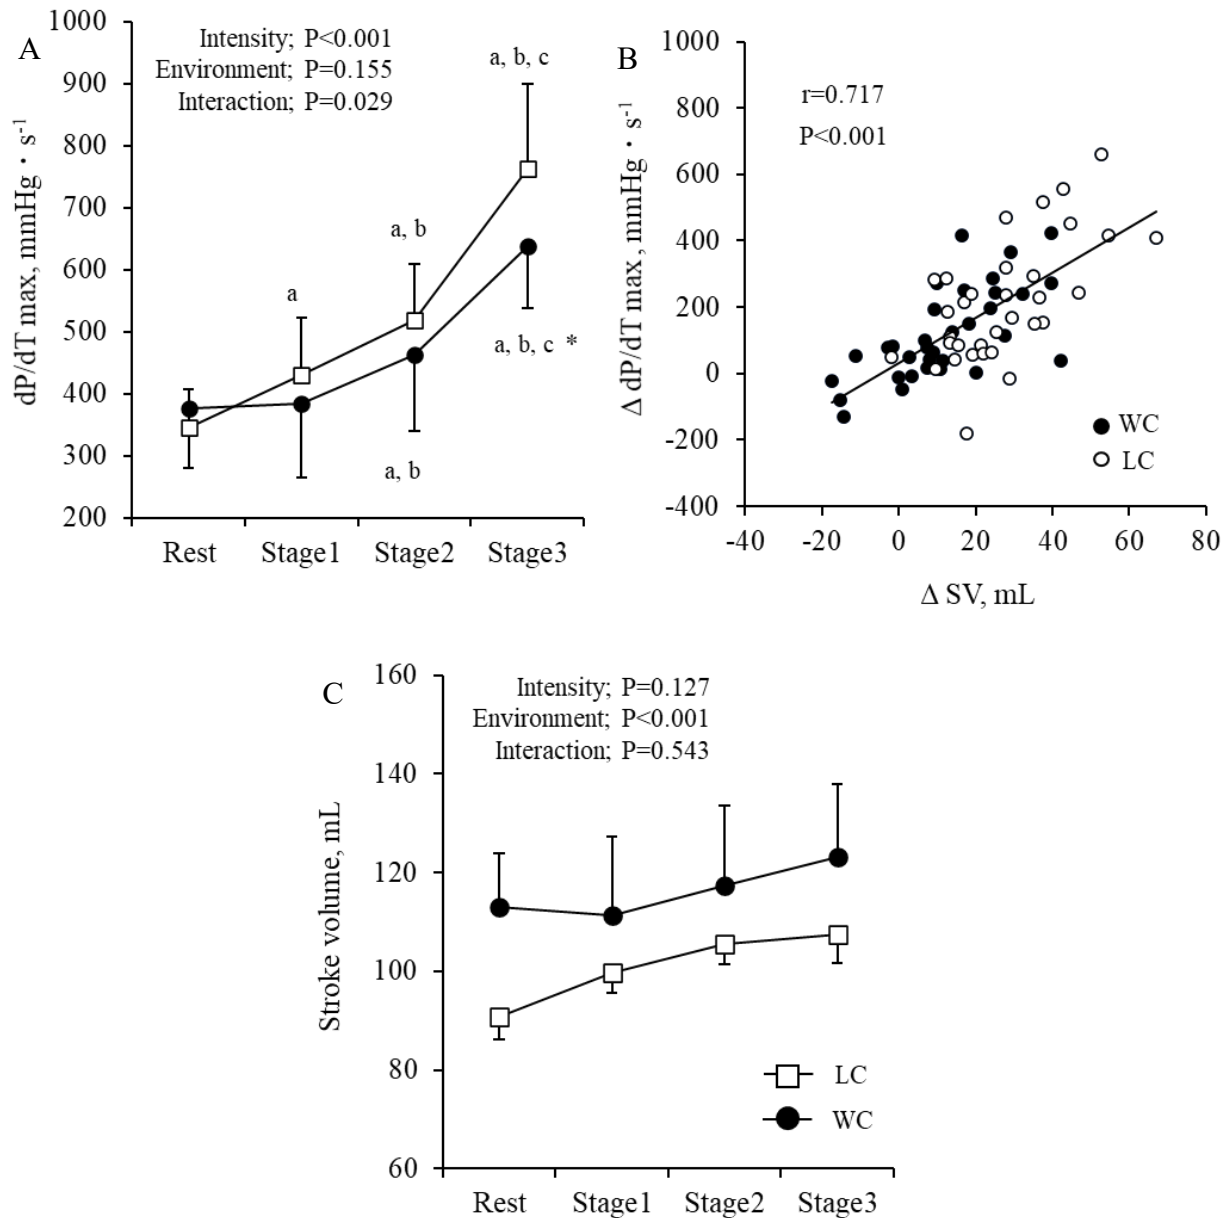 A
Intensity; P<0.001
Environment; P=0.155
Interaction; P=0.029
dP/dT max, mmHg・s-1
1000
900
800
700
600
500
400
300
200
a
a, b
a, b, c
a, b
a, b, c *
Rest Stage1 Stage2 Stage3
B
r=0.717
P<0.001
Δ dP/dT max, mmHg・s-1
1000
800
600
400
200
0
-200
-400
WC
LC
-40 -20 0 20 40 60 80
Δ SV, mL
C
Intensity; P=0.127
Environment; P<0.001
Interaction; P=0.543
Stroke volume, mL
160
140
120
100
80
60
LC
WC
Rest Stage1 Stage2 Stage3